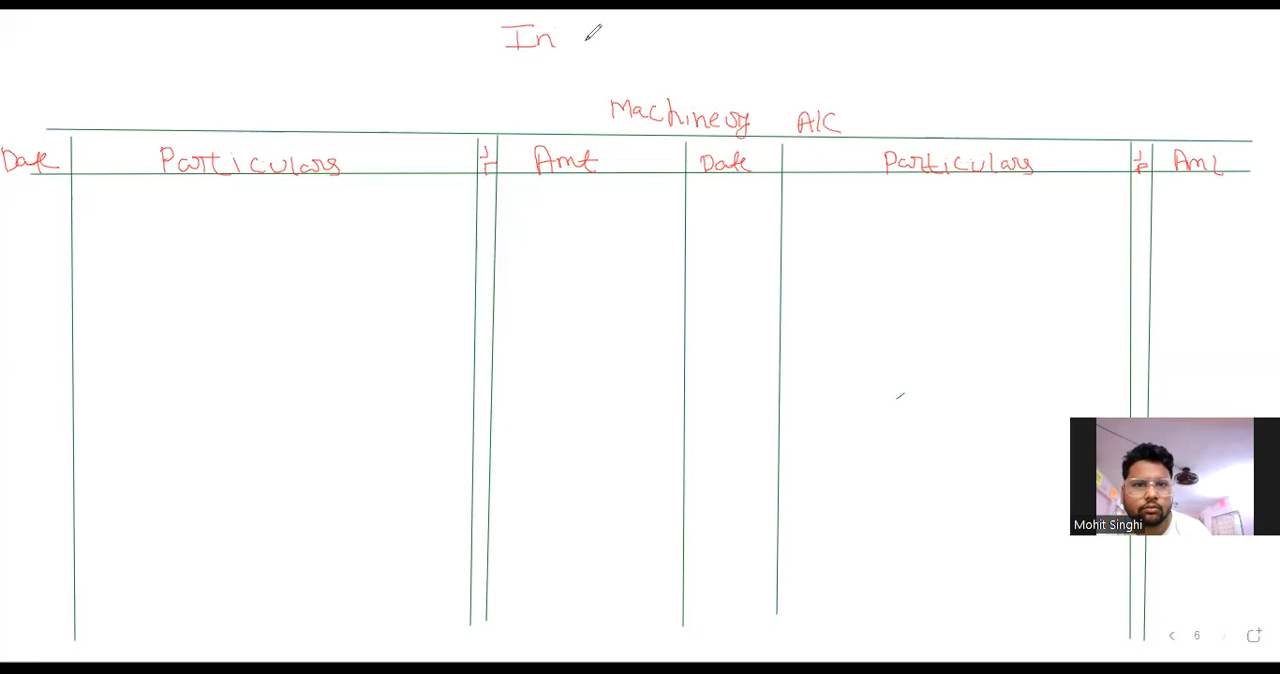 In
Machinery A/C
Date Particulars J F Amt Date Particulars J F Amt
Mohit Singhi
6